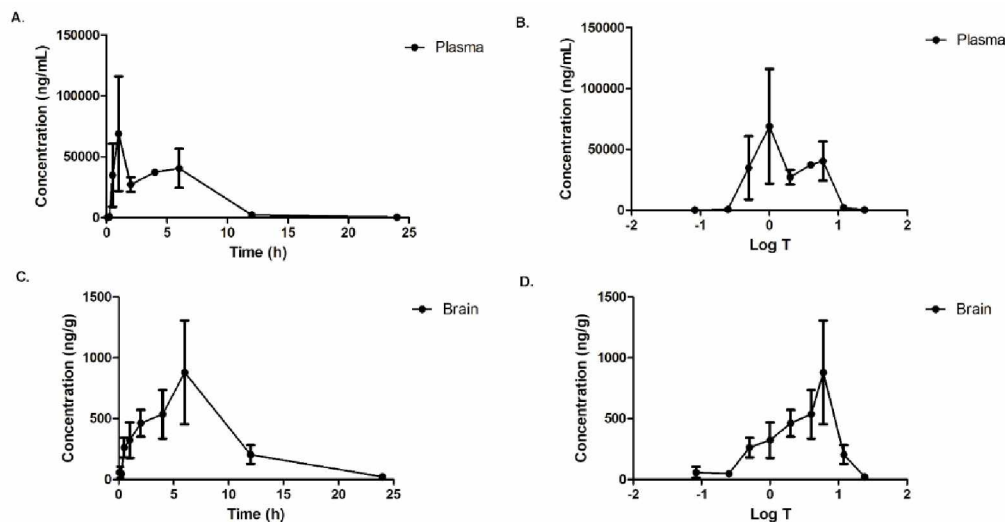 A.
150000
100000
50000
0
Concentration (ng/mL)
0 5 10 15 20 25
Time (h)
Plasma
B.
150000
100000
50000
0
Concentration (ng/mL)
-2 -1 0 1 2
Log T
Plasma
C.
1500
1000
500
0
Concentration (ng/g)
0 5 10 15 20 25
Time (h)
Brain
D.
1500
1000
500
0
Concentration (ng/g)
-2 -1 0 1 2
Log T
Brain